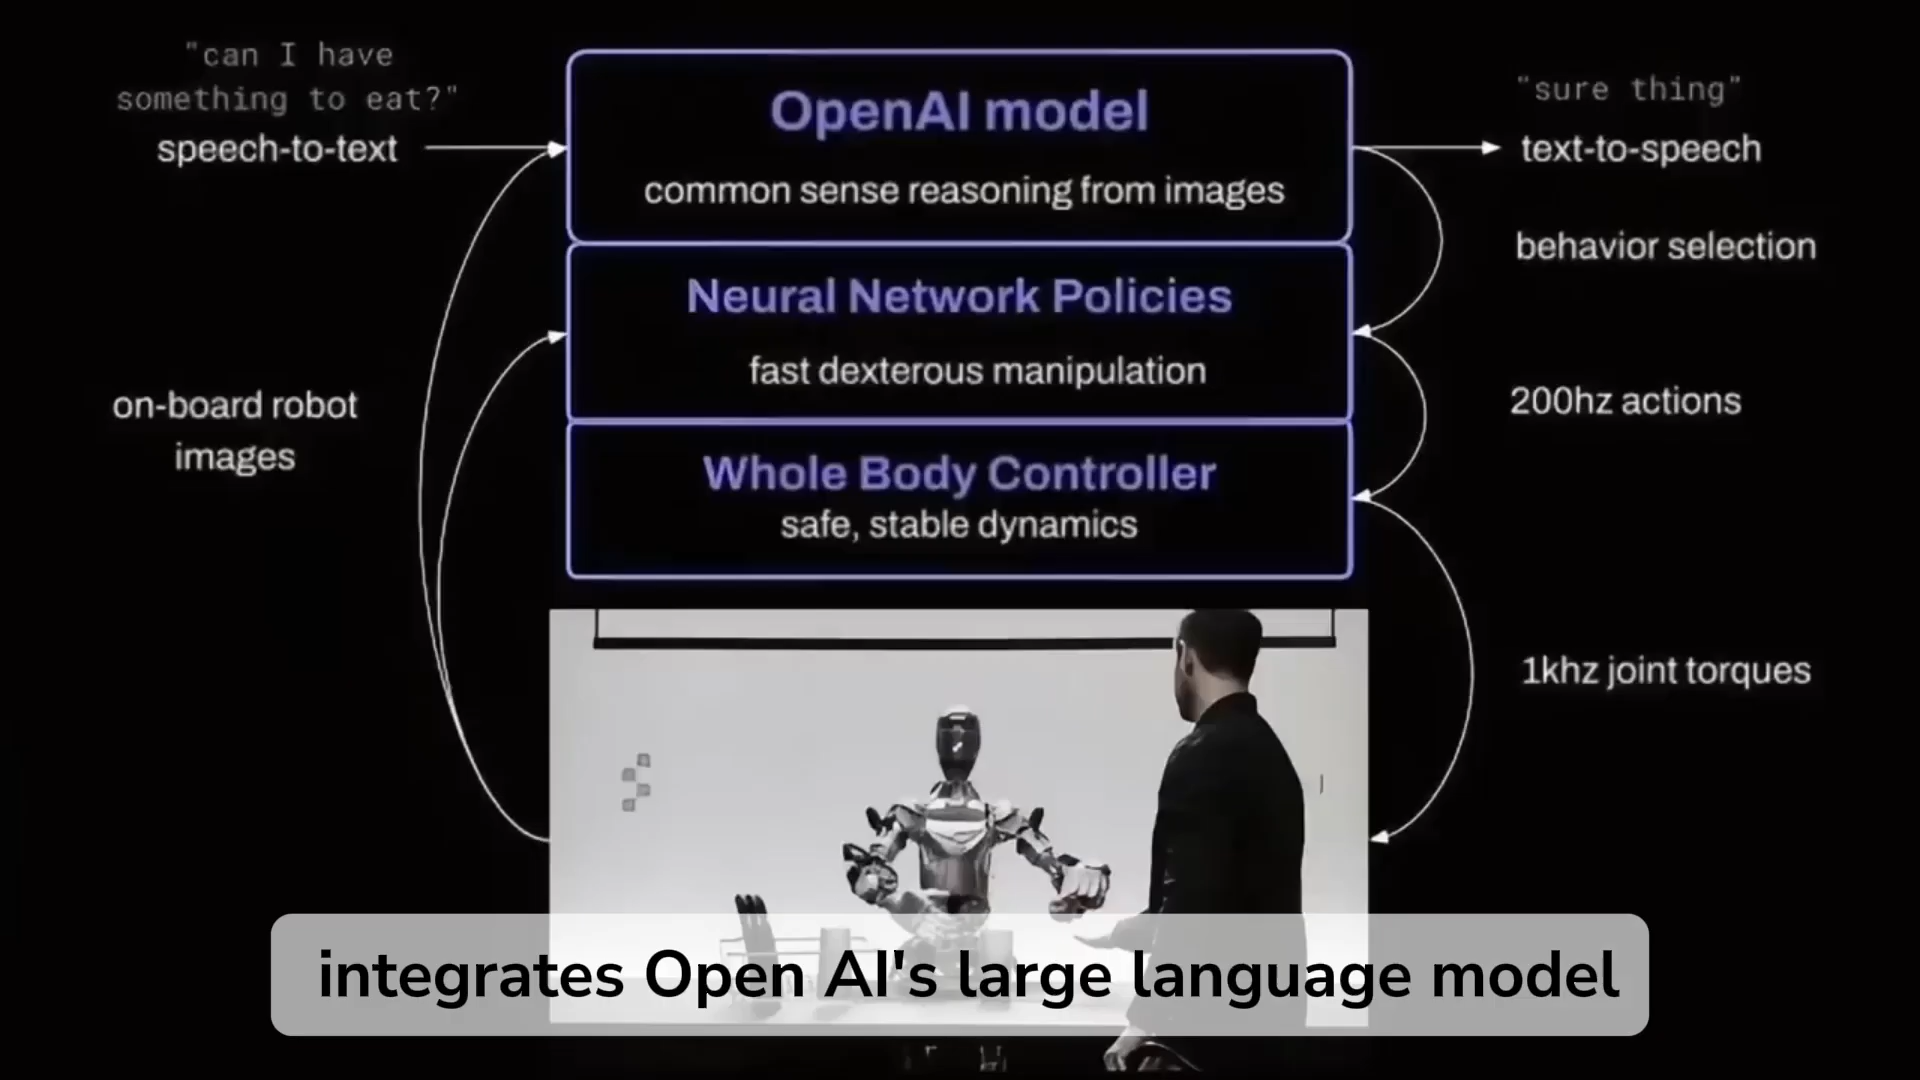 "can I have
something to eat?"
speech-to-text
on-board robot
images
OpenAI model
common sense reasoning from images
Neural Network Policies
fast dexterous manipulation
Whole Body Controller
safe, stable dynamics
"sure thing"
text-to-speech
behavior selection
200hz actions
1khz joint torques
integrates Open AI's large language model